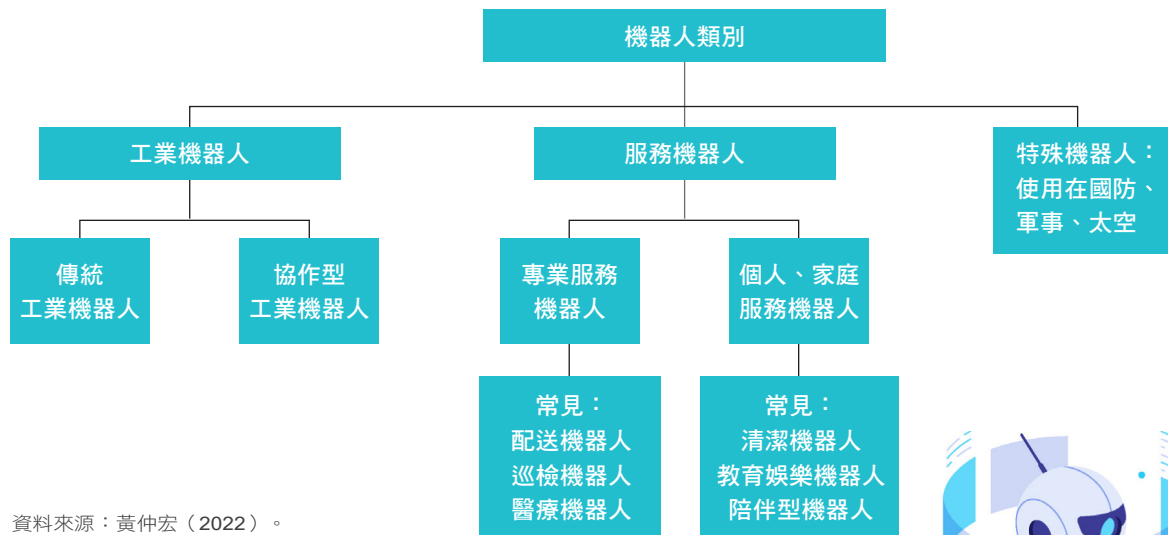 機器人類別
工業機器人
服務機器人
特殊機器人：
使用在國防、
軍事、太空
傳統
工業機器人
協作型
工業機器人
專業服務
機器人
個人、家庭
服務機器人
常見：
配送機器人
巡檢機器人
醫療機器人
常見：
清潔機器人
教育娛樂機器人
陪伴型機器人
資料來源：黃仲宏（2022）。